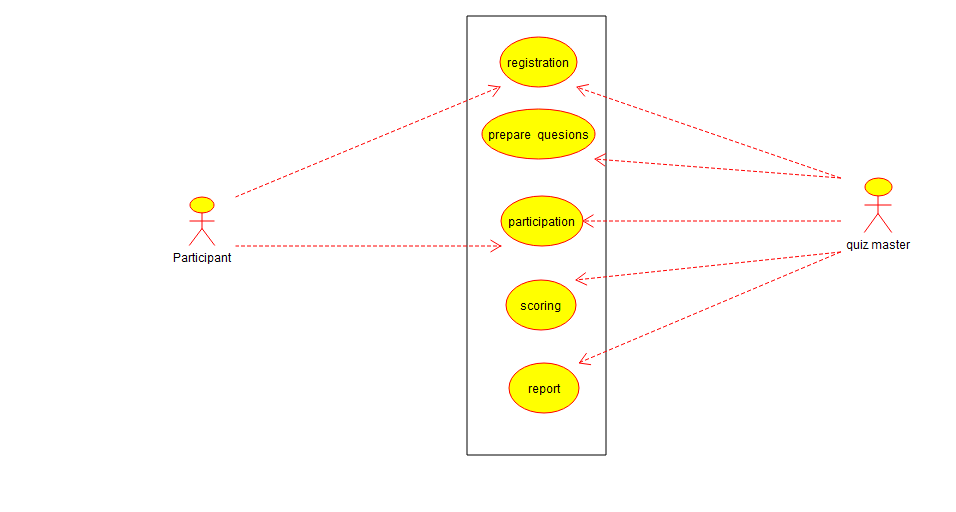 registration
prepare quesions
participation
Participant
quiz master
scoring
report